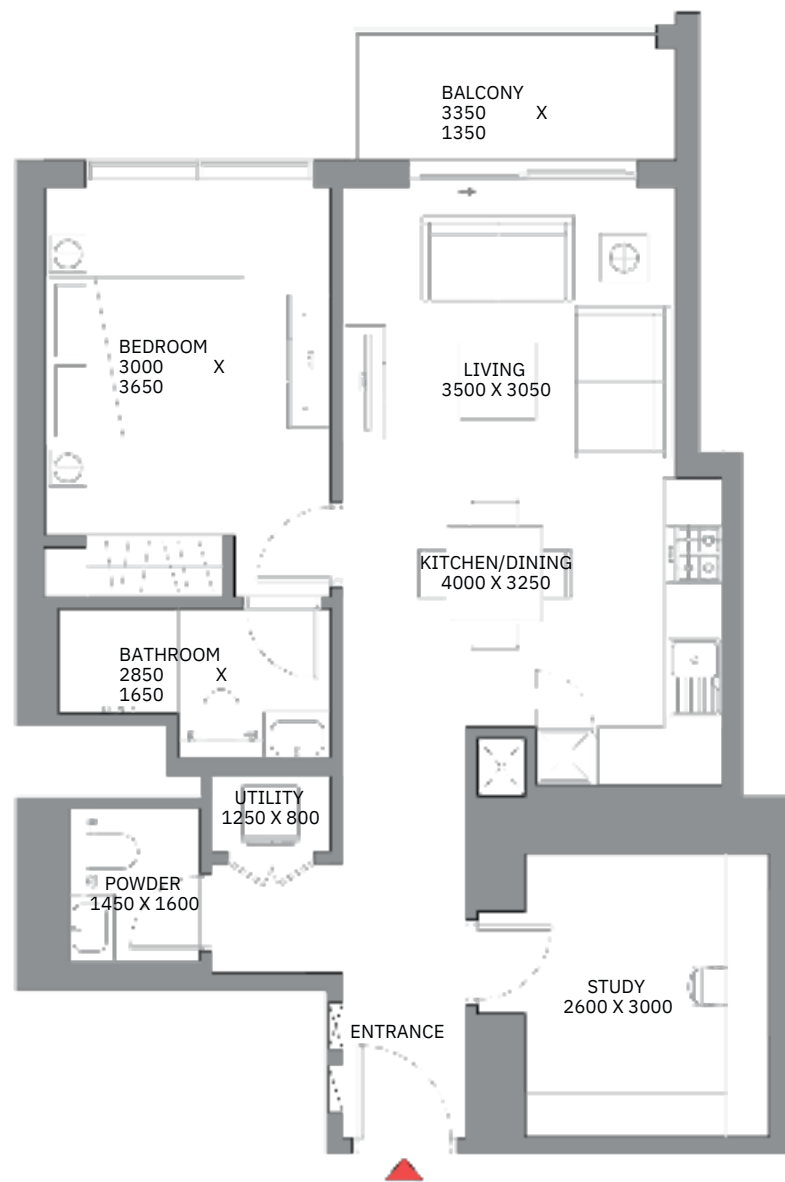 BALCONY
3350 X
1350
BEDROOM
3000 X
3650
LIVING
3500 X 3050
KITCHEN/DINING
4000 X 3250
BATHROOM
2850 X
1650
UTILITY
1250 X 800
POWDER
1450 X 1600
STUDY
2600 X 3000
ENTRANCE